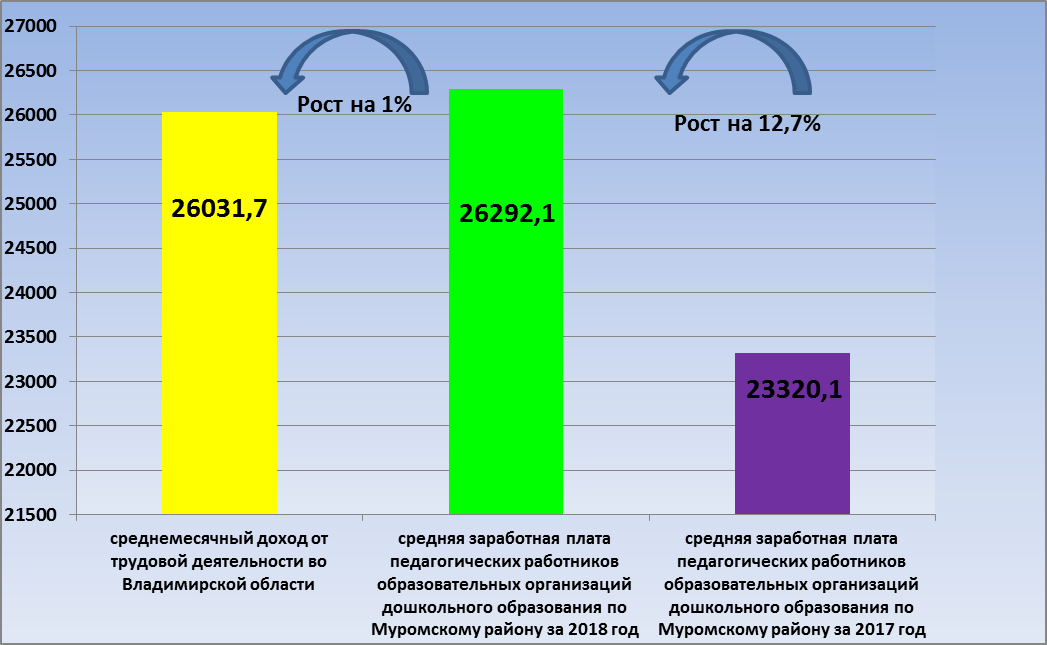 27000
26500
26000
25500
25000
24500
24000
23500
23000
22500
22000
21500
Рост на 1%
Рост на 12,7%
26031,7
26292,1
23320,1
среднемесячный доход от
трудовой деятельности во
Владимирской области
средняя заработная плата
педагогических работников
образовательных организаций
дошкольного образования по
Муромскому району за 2018 год
средняя заработная плата
педагогических работников
образовательных организаций
дошкольного образования по
Муромскому району за 2017 год